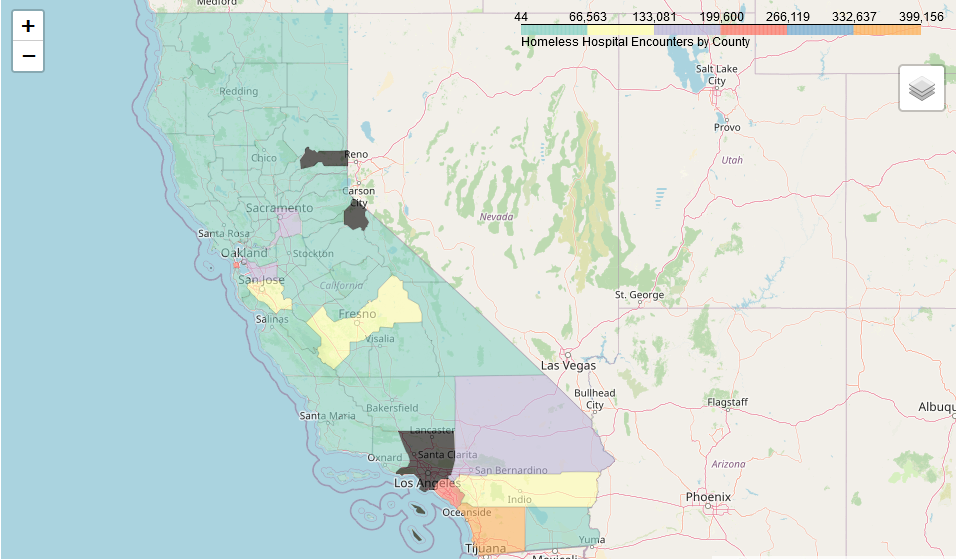 Medford
+
−
44 66,563 133,081 199,600 266,119 332,637 399,156
Homeless Hospital Encounters by County
Salt Lake
City
Redding
Provo
Chico
Reno
Utah
Carson
City
Sacramento
Nevada
Santa Rosa
Oakland
Stockton
San Jose
California
St. George
Salinas
Fresno
Visalia
Las Vegas
Bullhead
City
Bakersfield
Flagstaff
Albuqu
Santa Maria
Lancaster
Oxnard
Santa Clarita
Arizona
San Bernardino
Los Angeles
Indio
Phoenix
Oceanside
Yuma
Tijuana
Mexicali